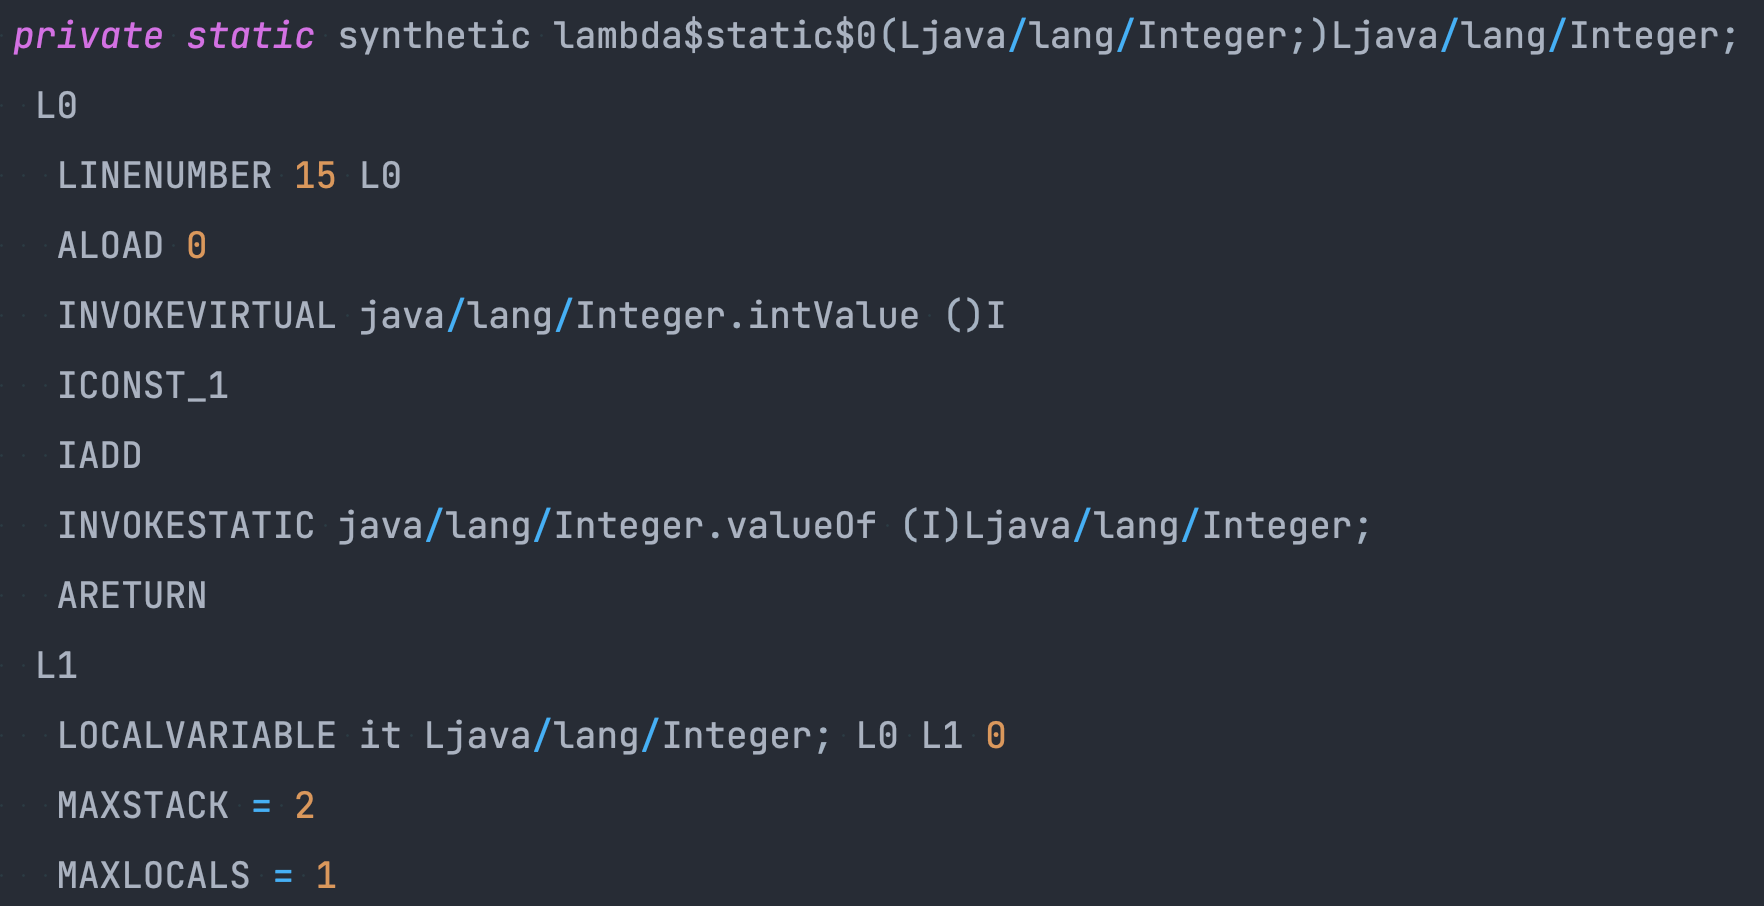 private static synthetic lambda$static$0(Ljava/lang/Integer;)Ljava/lang/Integer;
L0
LINENUMBER 15 L0
ALOAD 0
INVOKEVIRTUAL java/lang/Integer.intValue ()I
ICONST_1
IADD
INVOKESTATIC java/lang/Integer.valueOf (I)Ljava/lang/Integer;
ARETURN
L1
LOCALVARIABLE it Ljava/lang/Integer; L0 L1 0
MAXSTACK = 2
MAXLOCALS = 1